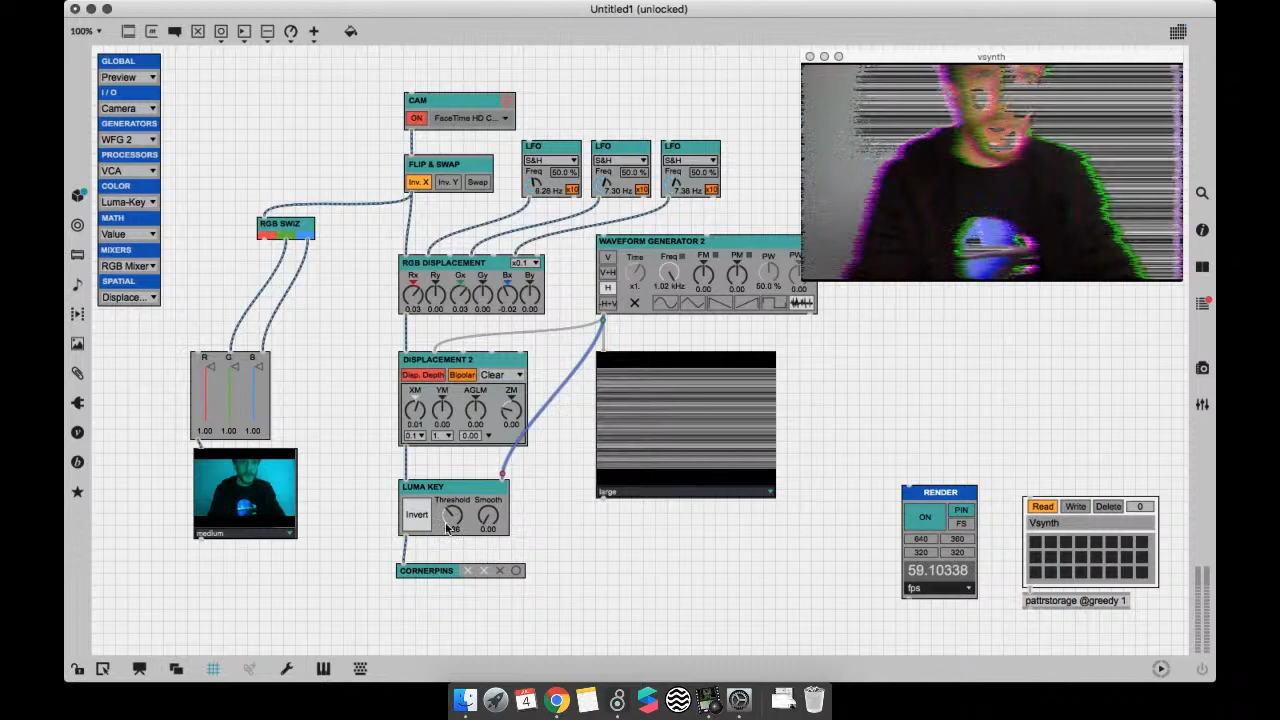 Untitled1 (unlocked)
100%
GLOBAL
Preview
I / O
Camera
GENERATORS
WFG 2
PROCESSORS
VCA
COLOR
Luma-Key
MATH
Value
MIXERS
RGB Mixer
SPATIAL
Displace...
CAM
ON
FaceTime HD C...
FLIP & SWAP
Inv. X
Inv. Y
Swap
RGB SWIZ
LFO
S&H
Freq
50.0 %
6.28 Hz
x10
LFO
S&H
Freq
50.0 %
7.30 Hz
x10
LFO
S&H
Freq
50.0 %
7.38 Hz
x10
RGB DISPLACEMENT
x0.1
Rx Ry Gx Gy Bx By
0.03 0.00 0.03 0.00 -0.02 0.00
WAVEFORM GENERATOR 2
V
V+H
H
-H+V
Time Freq FM PM PW
x1. 1.02 kHz 0.00 0.00 50.0 % 0.00
DISPLACEMENT 2
Disp. Depth
Bipolar
Clear
XM YM AGLM ZM
0.01 0.00 0.00 0.00
0.1 1. 0.00
R G B
1.00 1.00 1.00
medium
large
LUMA KEY
Invert
Threshold
Smooth
0.00
CORNERPINS
vsynth
RENDER
ON
PIN
FS
640 360
320 320
59.10338
fps
Read Write Delete 0
Vsynth
pattrstorage @greedy 1
JAN
4